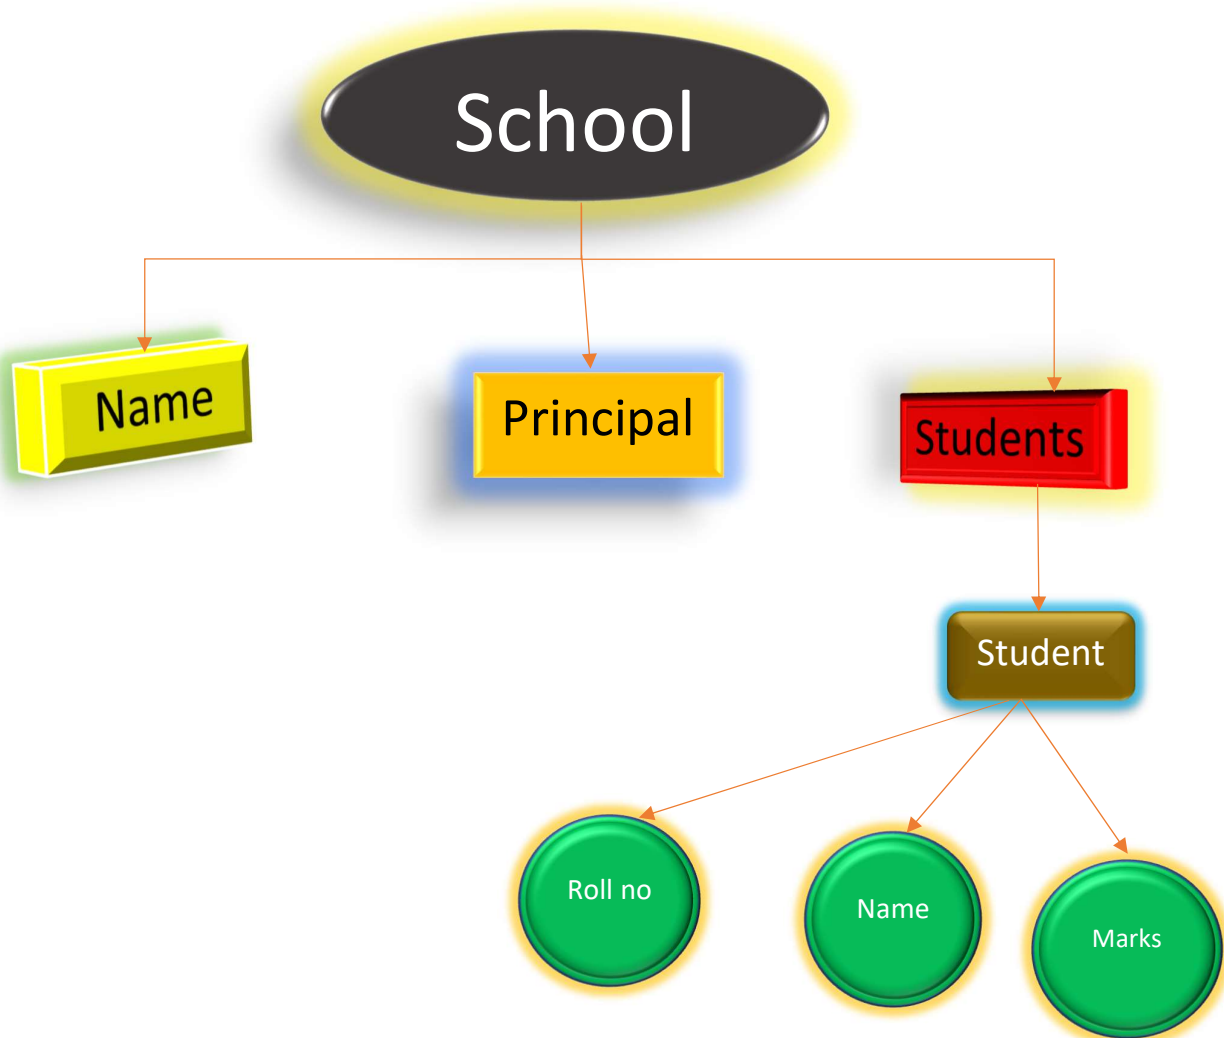 School
Name
Principal
Students
Student
Roll no
Name
Marks